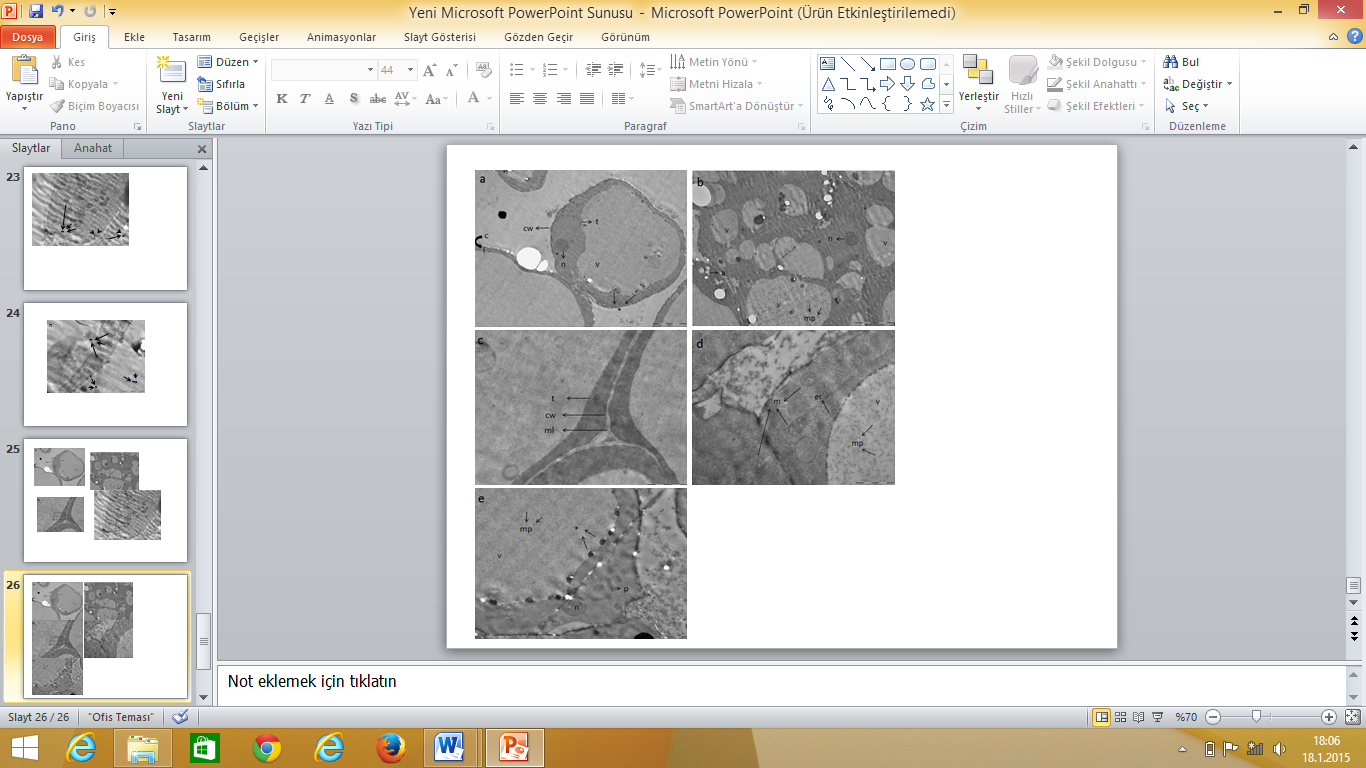 Yeni Microsoft PowerPoint Sunusu - Microsoft PowerPoint (Ürün Etkinleştirilemedi)
Dosya Giriş Ekle Tasarım Geçişler Animasyonlar Slayt Gösterisi Gözden Geçir Görünüm
Yapıştır
Kes
Kopyala
Biçim Boyacısı
Pano
Yeni Slayt
Düzen
Sıfırla
Bölüm
Slaytlar
44
K T A S abc AV Aa A
Yazı Tipi
Metin Yönü
Metni Hizala
SmartArt'a Dönüştür
Paragraf
Yerleştir
Hızlı Stiller
Şekil Dolgusu
Şekil Anahattı
Şekil Efektleri
Çizim
Bul
Değiştir
Seç
Düzenleme
Slaytlar Anahat
23
24
25
26
a
cw
t
c
n
v
b
v
n
v
v
mp
c
t
cw
ml
d
m
er
v
mp
e
mp
v
p
n
Not eklemek için tıklatın
Slayt 26 / 26
"Ofis Teması"
%70
18:06
18.1.2015